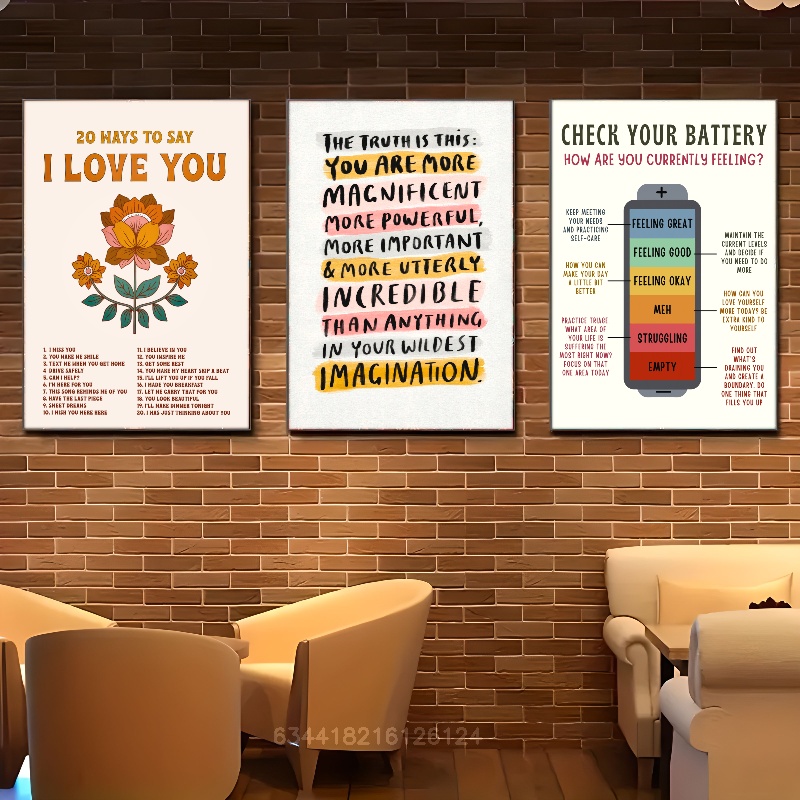 20 WAYS TO SAY
I LOVE YOU
1. I MISS YOU
2. YOU MAKE ME SMILE
3. TEXT ME WHEN YOU GET HOME
4. DRIVE SAFELY
5. CAN I HELP?
6. I'M HERE FOR YOU
7. THIS SONG REMINDS ME OF YOU
8. HAVE THE LAST PIECE
9. SWEET DREAMS
10. I WISH YOU WERE HERE
11. I BELIEVE IN YOU
12. YOU INSPIRE ME
13. GET SOME REST
14. YOU MAKE MY HEART SKIP A BEAT
15. I'LL LIFT YOU UP IF YOU FALL
16. I MADE YOU BREAKFAST
17. LET ME CARRY THAT FOR YOU
18. YOU LOOK BEAUTIFUL
19. I'LL MAKE DINNER TONIGHT
20. I WAS JUST THINKING ABOUT YOU
THE TRUTH IS THIS:
YOU ARE MORE
MAGNIFICENT
MORE POWERFUL,
MORE IMPORTANT
& MORE UTTERLY
INCREDIBLE
THAN ANYTHING
IN YOUR WILDEST
IMAGINATION.
CHECK YOUR BATTERY
HOW ARE YOU CURRENTLY FEELING?
+
KEEP MEETING
YOUR NEEDS
AND PRACTICING
SELF-CARE
FEELING GREAT
FEELING GOOD
MAINTAIN THE
CURRENT LEVELS
AND DECIDE IF
YOU NEED TO DO
MORE
HOW YOU CAN
MAKE YOUR DAY
A LITTLE BIT
BETTER
FEELING OKAY
MEH
HOW CAN YOU
LOVE YOURSELF
MORE TODAY? BE
EXTRA KIND TO
YOURSELF
PRACTICE TRIAGE
WHAT AREA OF
YOUR LIFE IS
SUFFERING THE
MOST RIGHT NOW?
FOCUS ON THAT
ONE AREA TODAY
STRUGGLING
EMPTY
FIND OUT
WHAT'S
DRAINING YOU
AND CREATE A
BOUNDARY. DO
ONE THING THAT
FILLS YOU UP
−
634418216126124